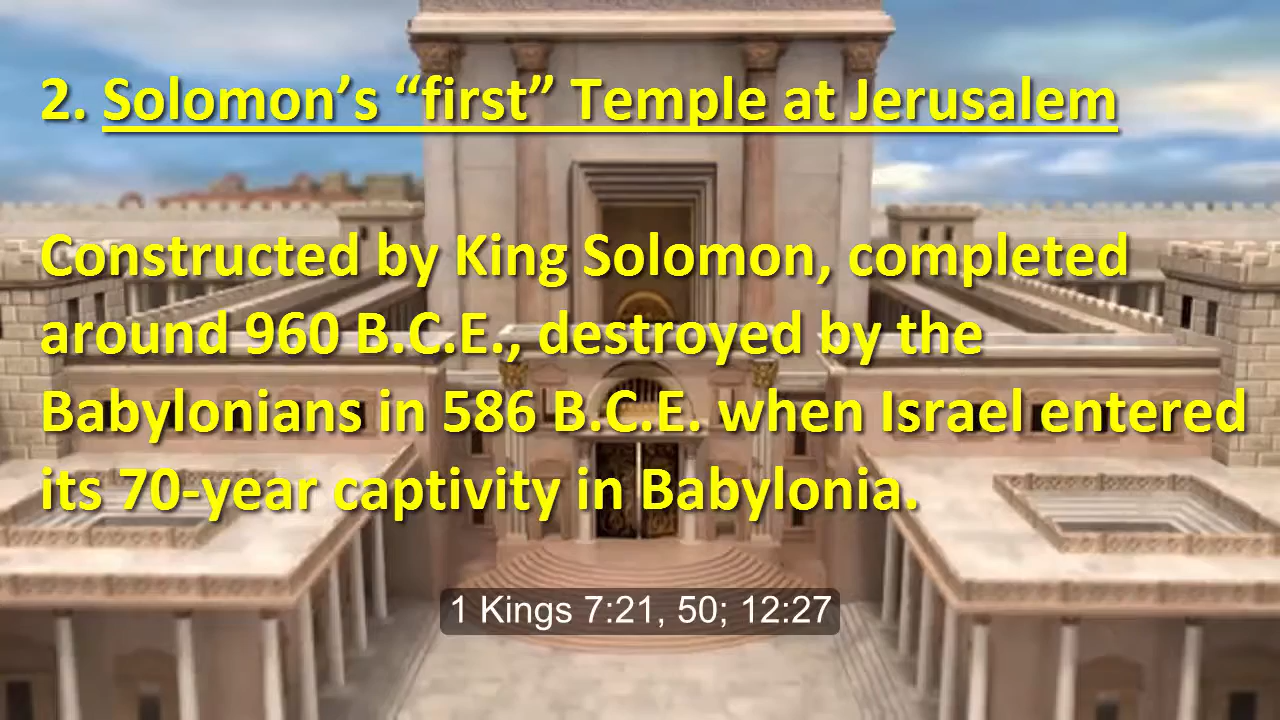 2. Solomon’s “first” Temple at Jerusalem
Constructed by King Solomon, completed
around 960 B.C.E., destroyed by the
Babylonians in 586 B.C.E. when Israel entered
its 70-year captivity in Babylonia.
1 Kings 7:21, 50; 12:27